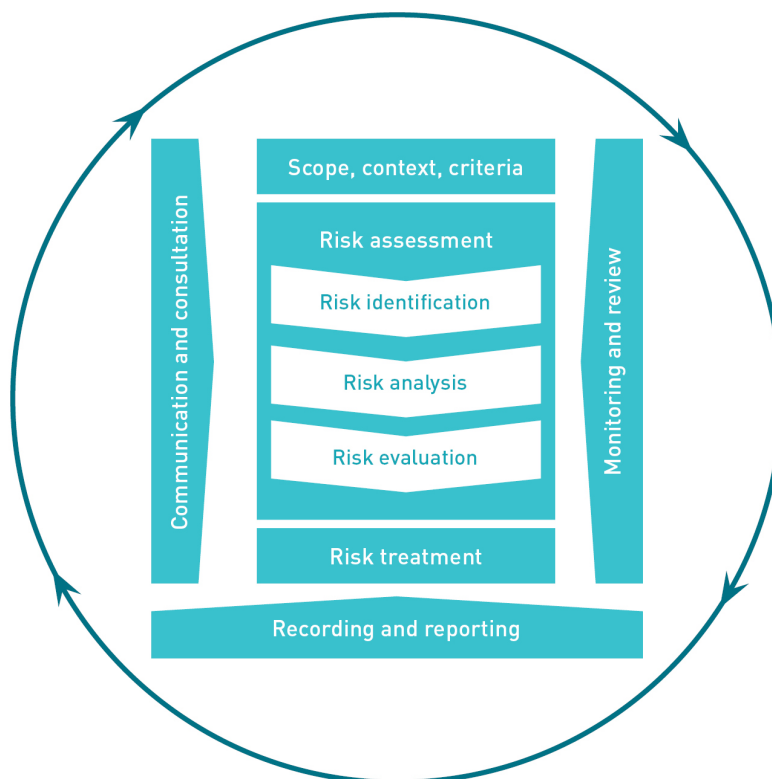 Scope, context, criteria
Risk assessment
Risk identification
Risk analysis
Risk evaluation
Risk treatment
Communication and consultation
Monitoring and review
Recording and reporting